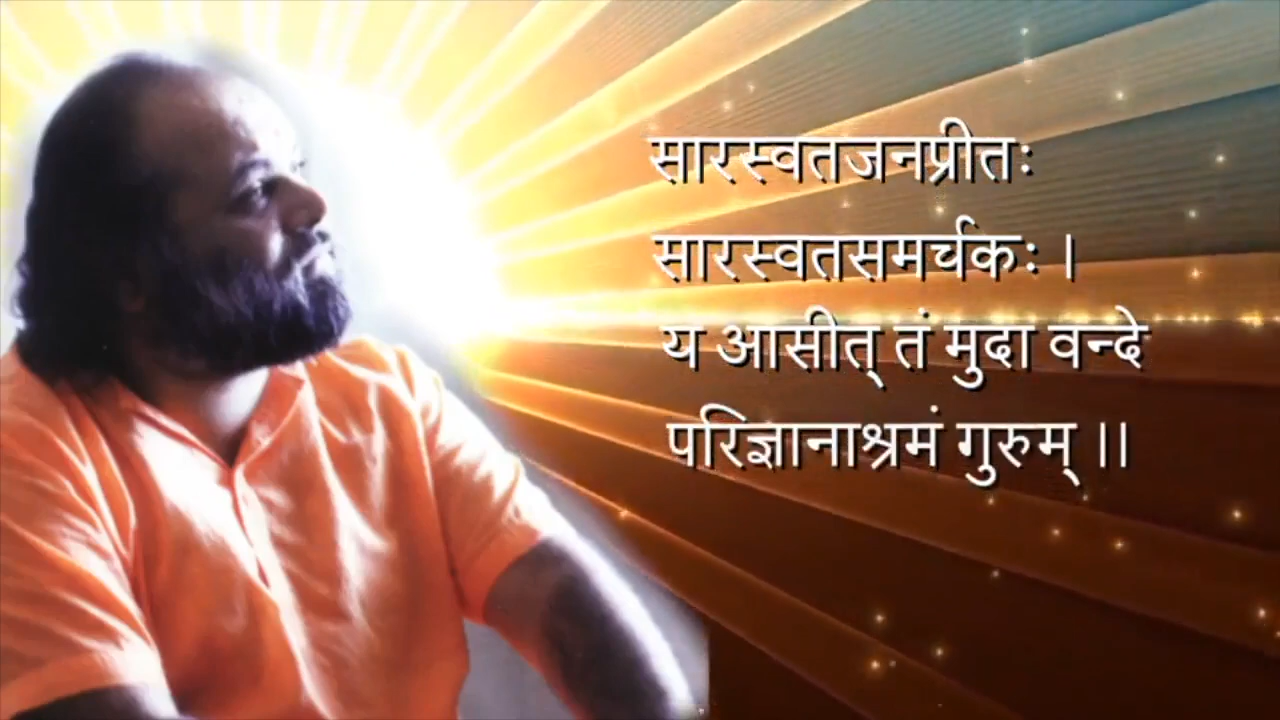 सारस्वतजनप्रीतः
सारस्वतसमर्चकः ।
य आसीत् तं मुदा वन्दे
परिज्ञानाश्रमं गुरुम् ।।